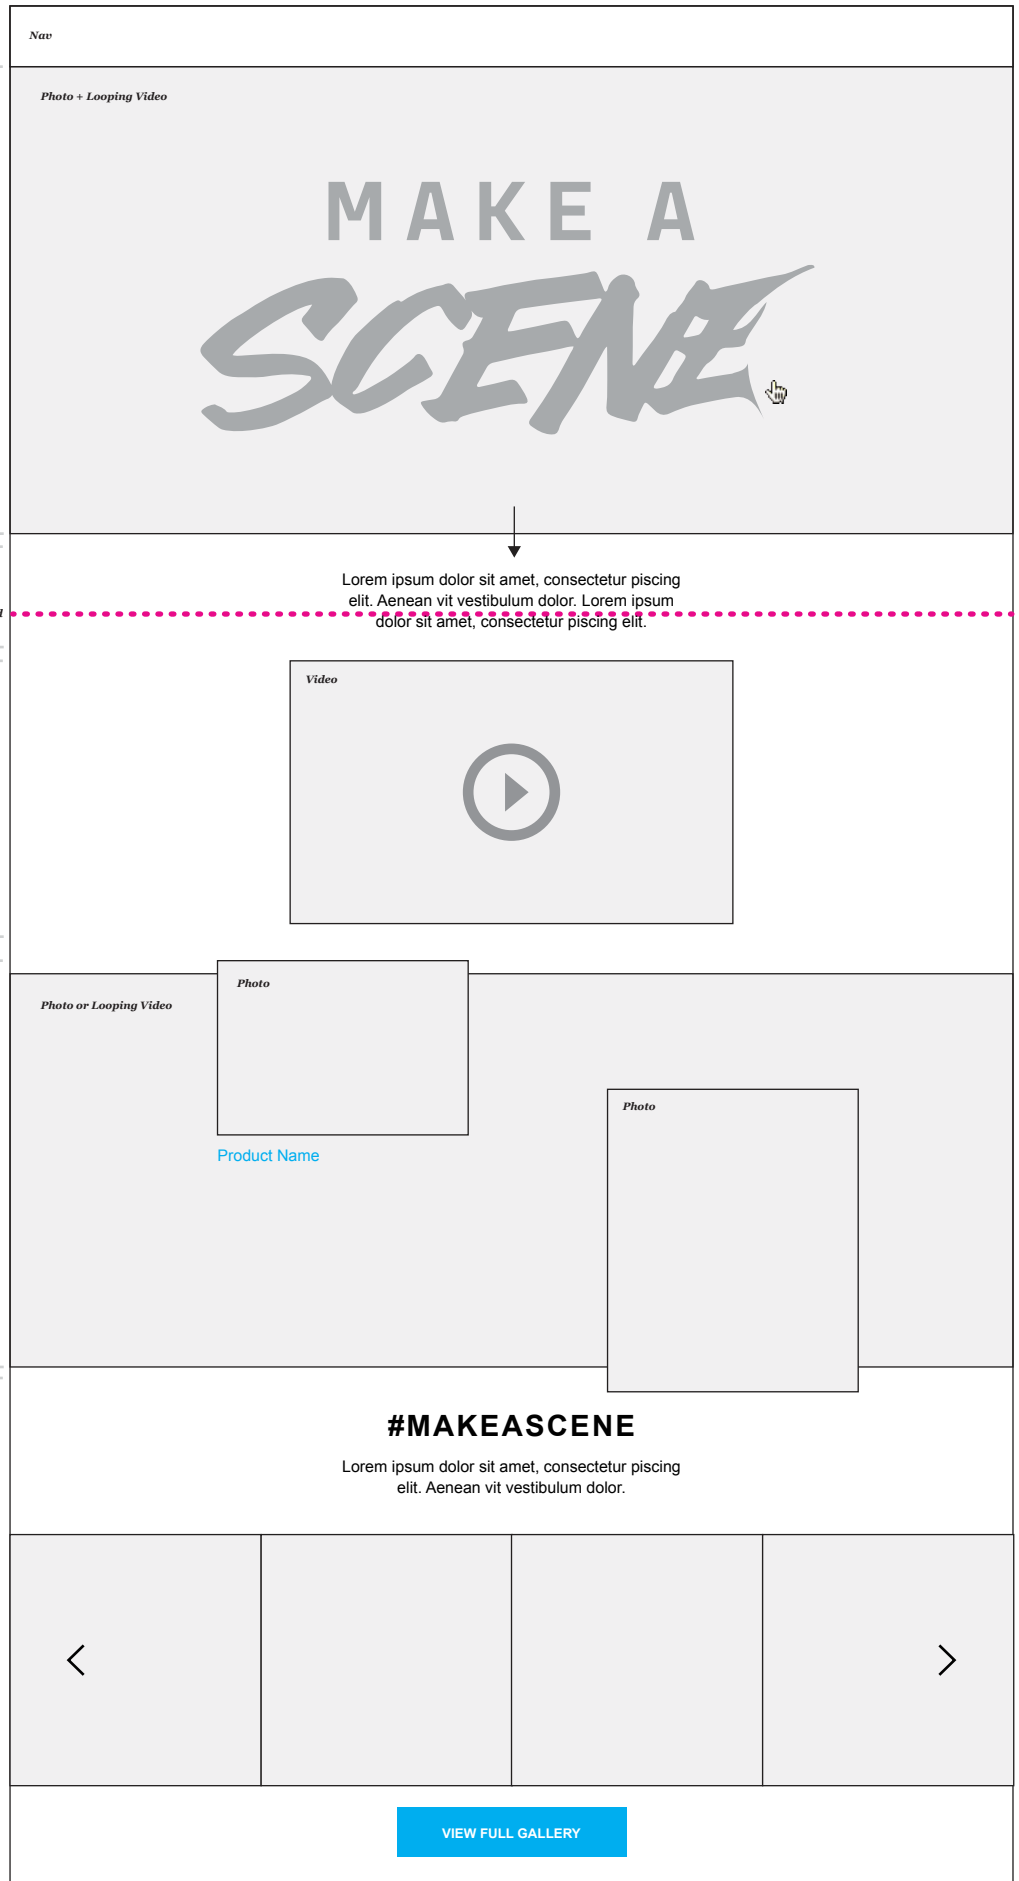 Nav
Photo + Looping Video
MAKE A
SCENE
Lorem ipsum dolor sit amet, consectetur piscing
elit. Aenean vit vestibulum dolor. Lorem ipsum
dolor sit amet, consectetur piscing elit.
Video
Photo
Photo or Looping Video
Photo
Product Name
#MAKEASCENE
Lorem ipsum dolor sit amet, consectetur piscing
elit. Aenean vit vestibulum dolor.
VIEW FULL GALLERY